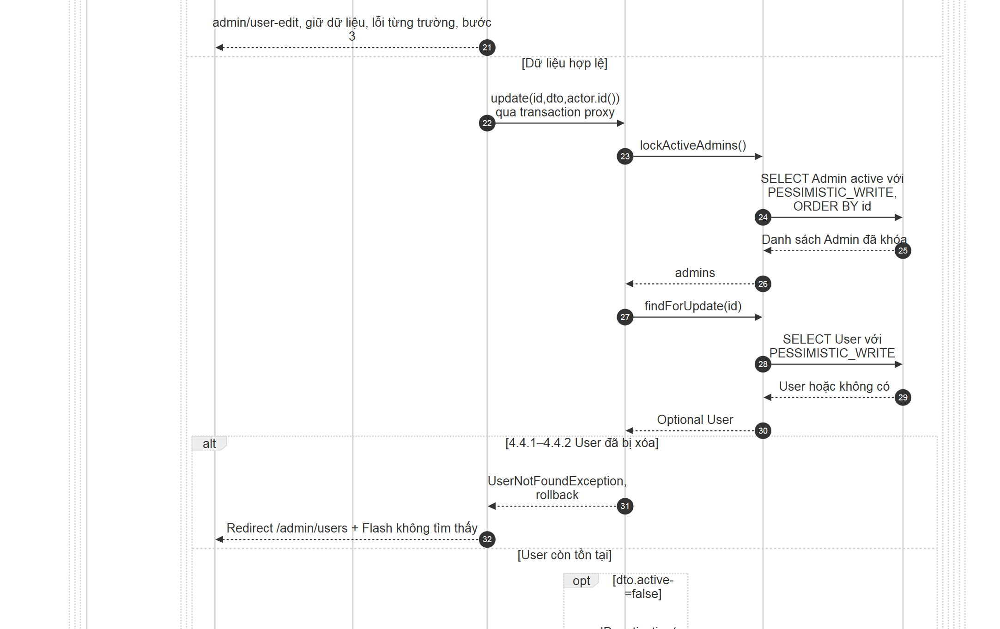 admin/user-edit, giữ dữ liệu, lỗi từng trường, bước
3
21
[Dữ liệu hợp lệ]
update(id,dto,actor.id())
qua transaction proxy
22
lockActiveAdmins()
23
SELECT Admin active với
PESSIMISTIC_WRITE,
ORDER BY id
24
Danh sách Admin đã khóa
25
admins
26
findForUpdate(id)
27
SELECT User với
PESSIMISTIC_WRITE
28
User hoặc không có
29
Optional User
30
alt
[4.4.1–4.4.2 User đã bị xóa]
UserNotFoundException,
rollback
31
Redirect /admin/users + Flash không tìm thấy
32
[User còn tồn tại]
opt
[dto.active-
=false]